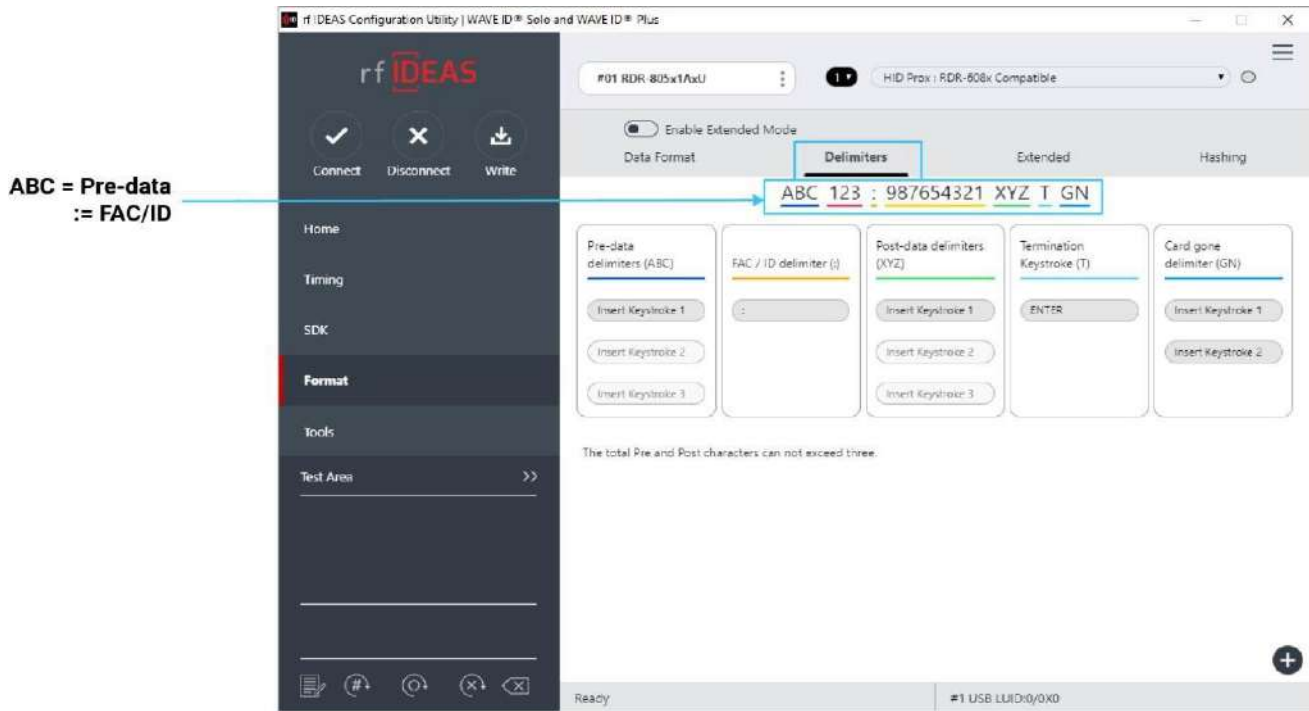 rf IDEAS Configuration Utility | WAVE ID® Solo and WAVE ID® Plus
rf IDEAS
#01 RDR-805x1AxU
1
HID Prox : RDR-608x Compatible
Connect
Disconnect
Write
Enable Extended Mode
Data Format
Delimiters
Extended
Hashing
ABC = Pre-data
:= FAC/ID
ABC 123 : 987654321 XYZ T GN
Home
Timing
SDK
Format
Tools
Test Area >>
Pre-data
delimiters (ABC)
Insert Keystroke 1
Insert Keystroke 2
Insert Keystroke 3
FAC / ID delimiter (:)
:
Post-data delimiters
(XYZ)
Insert Keystroke 1
Insert Keystroke 2
Insert Keystroke 3
Termination
Keystroke (T)
ENTER
Card gone
delimiter (GN)
Insert Keystroke 1
Insert Keystroke 2
The total Pre and Post characters can not exceed three.
Ready
#1 USB LUID:0/0X0